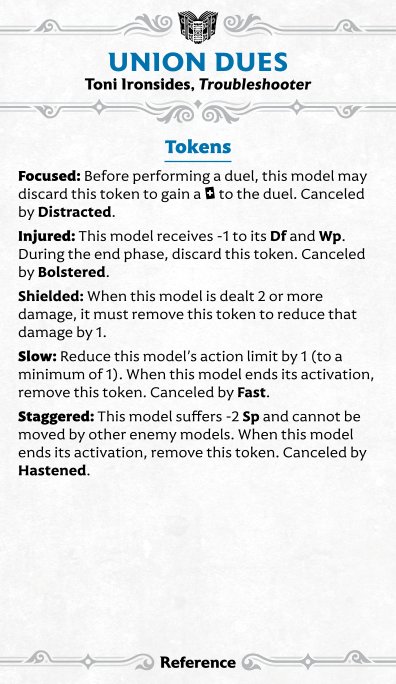 UNION DUES
Toni Ironsides, Troubleshooter
Tokens
Focused: Before performing a duel, this model may
discard this token to gain a + to the duel. Canceled
by Distracted.
Injured: This model receives -1 to its Df and Wp.
During the end phase, discard this token. Canceled
by Bolstered.
Shielded: When this model is dealt 2 or more
damage, it must remove this token to reduce that
damage by 1.
Slow: Reduce this model’s action limit by 1 (to a
minimum of 1). When this model ends its activation,
remove this token. Canceled by Fast.
Staggered: This model suffers -2 Sp and cannot be
moved by other enemy models. When this model
ends its activation, remove this token. Canceled by
Hastened.
Reference